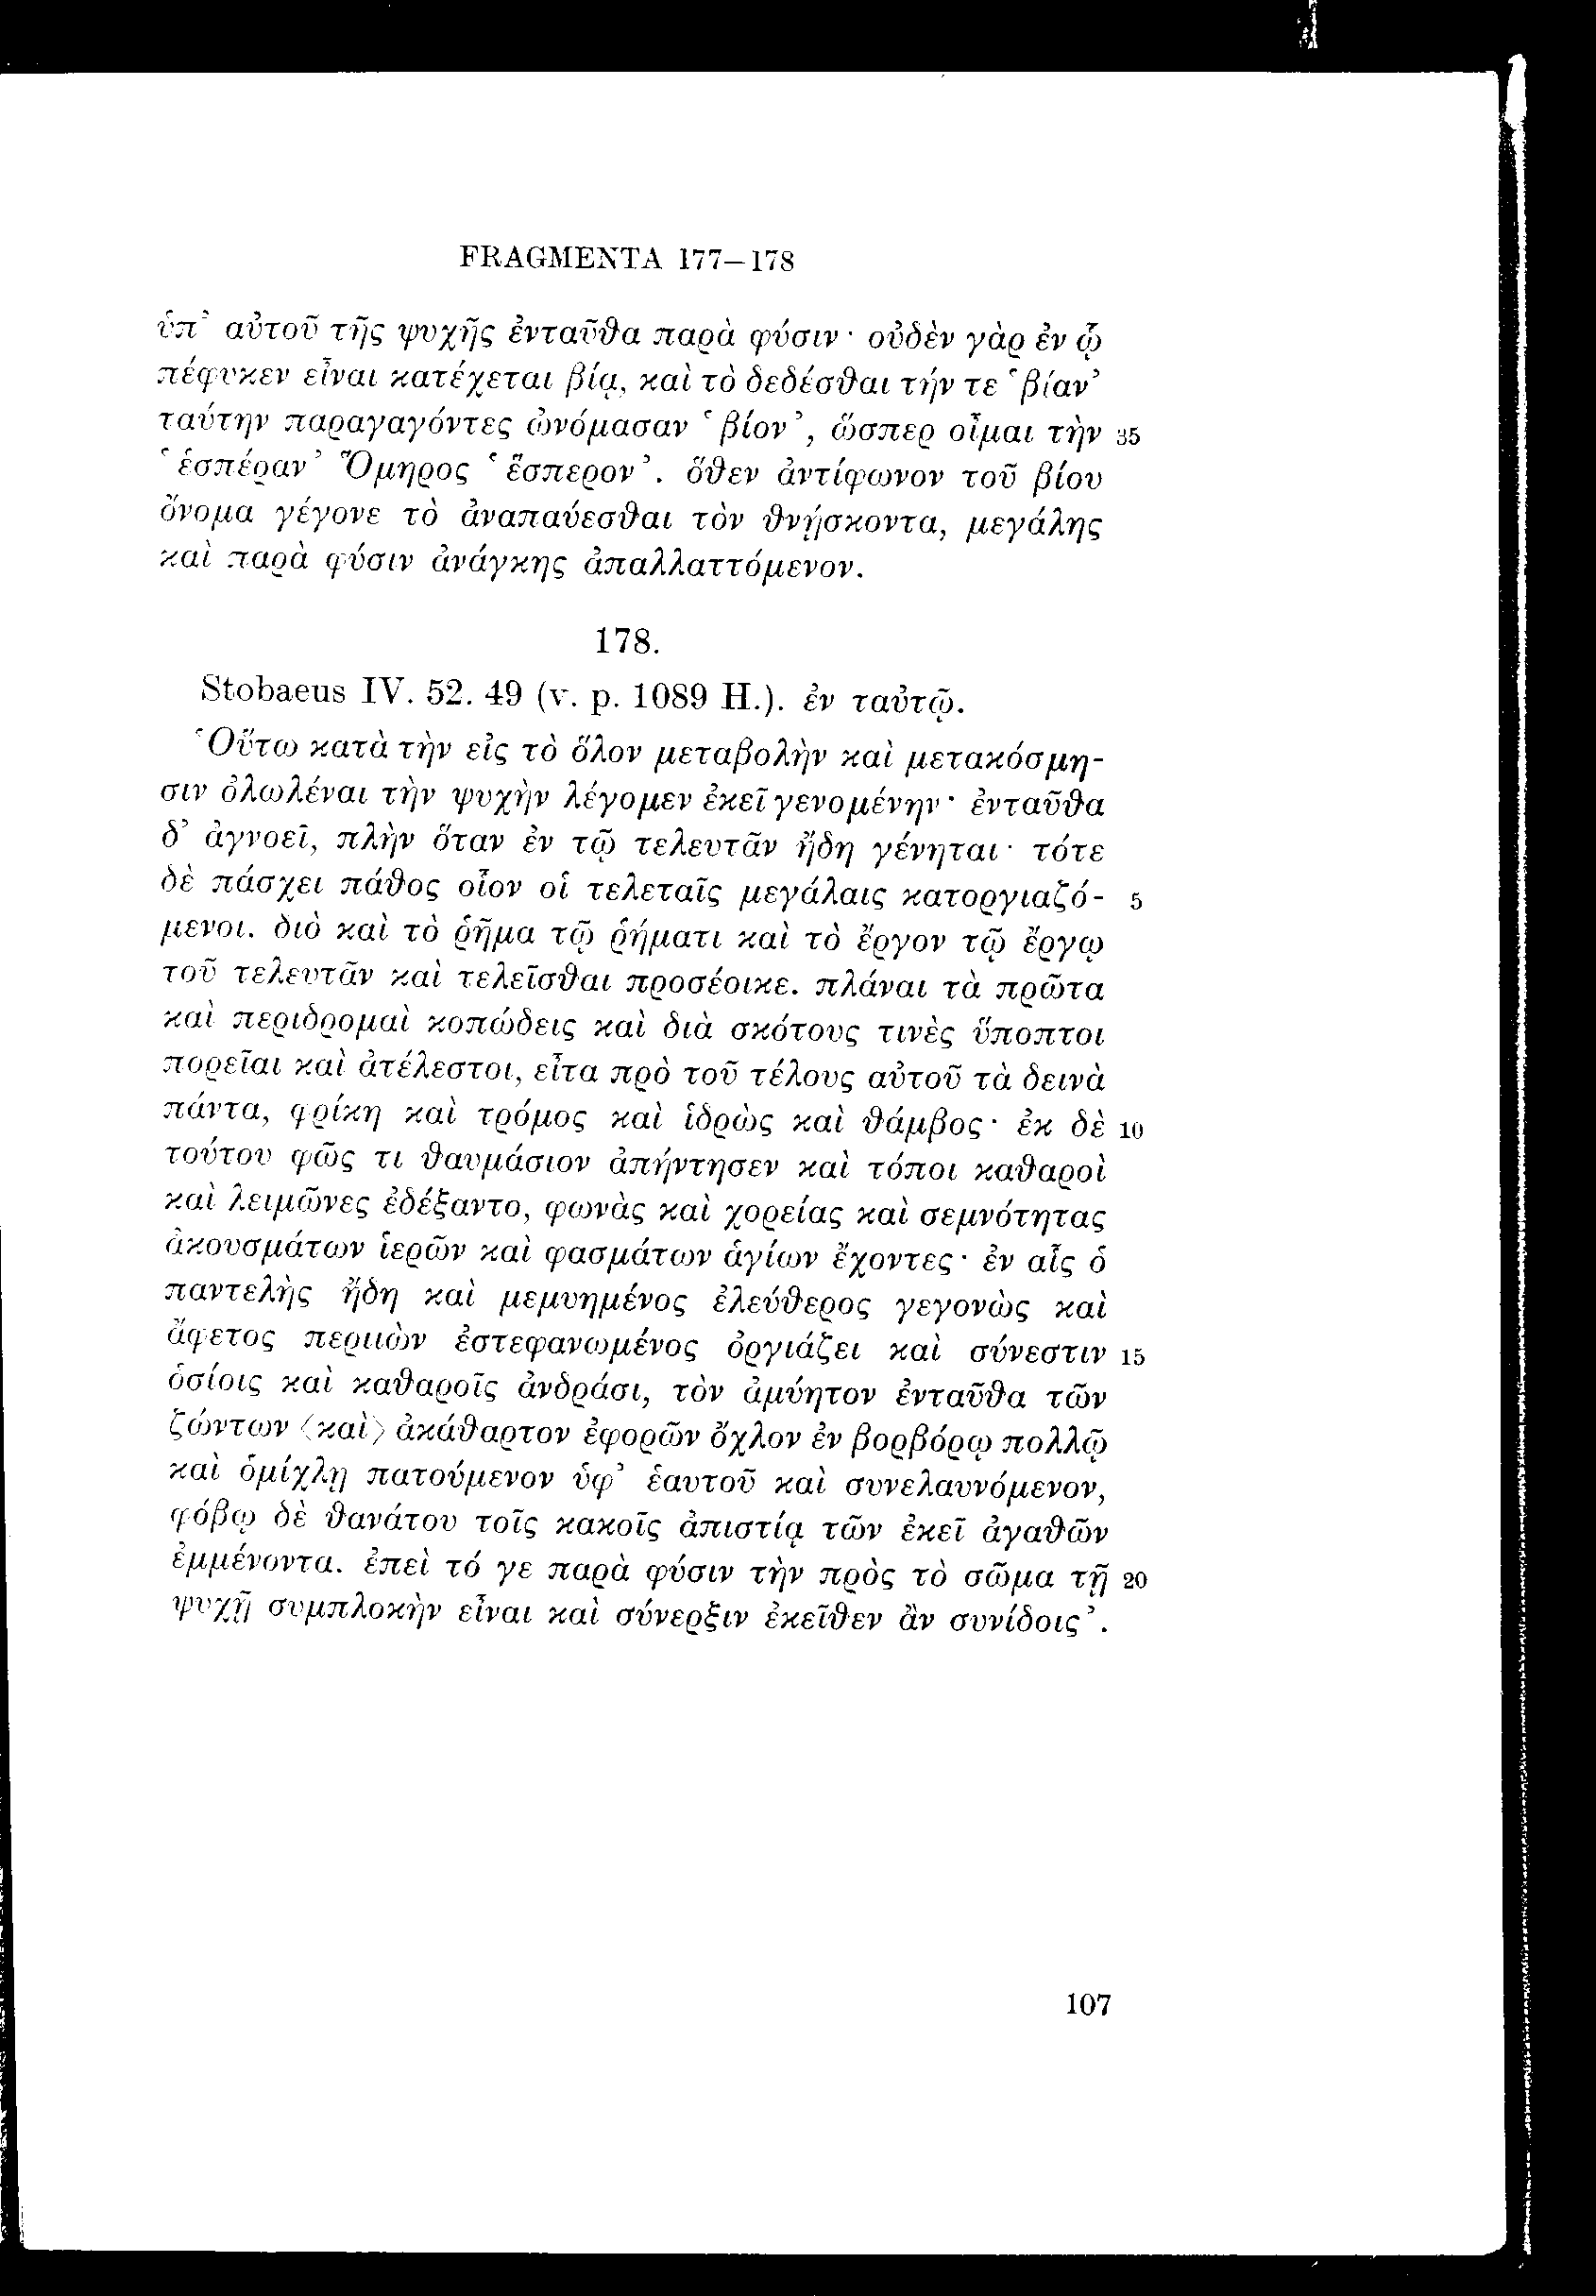 FRAGMENTA 177–178
ὑπ’ αὐτοῦ τῆς ψυχῆς ἐνταῦθα παρὰ φύσιν· οὐδὲν γὰρ ἐν ᾧ
πέφυκεν εἶναι κατέχεται βίᾳ, καὶ τὸ δεδέσθαι τήν τε ‘βίαν’
ταύτην παραγαγόντες ὠνόμασαν ‘βίον’, ὥσπερ οἶμαι τὴν 35
‘ἑσπέραν’ Ὅμηρος ‘ἕσπερον’. ὅθεν ἀντίφωνον τοῦ βίου
ὄνομα γέγονε τὸ ἀναπαύεσθαι τὸν θνῄσκοντα, μεγάλης
καὶ παρὰ φύσιν ἀνάγκης ἀπαλλαττόμενον.
178.
Stobaeus IV. 52. 49 (v. p. 1089 H.). ἐν ταὐτῷ.
‘Οὕτω κατὰ τὴν εἰς τὸ ὅλον μεταβολὴν καὶ μετακόσμη-
σιν ὀλωλέναι τὴν ψυχὴν λέγομεν ἐκεῖ γενομένην· ἐνταῦθα
δ’ ἀγνοεῖ, πλὴν ὅταν ἐν τῷ τελευτᾶν ἤδη γένηται· τότε
δὲ πάσχει πάθος οἷον οἱ τελεταῖς μεγάλαις κατοργιαζό- 5
μενοι. διὸ καὶ τὸ ῥῆμα τῷ ῥήματι καὶ τὸ ἔργον τῷ ἔργῳ
τοῦ τελευτᾶν καὶ τελεῖσθαι προσέοικε. πλάναι τὰ πρῶτα
καὶ περιδρομαὶ κοπώδεις καὶ διὰ σκότους τινὲς ὕποπτοι
πορεῖαι καὶ ἀτέλεστοι, εἶτα πρὸ τοῦ τέλους αὐτοῦ τὰ δεινὰ
πάντα, φρίκη καὶ τρόμος καὶ ἱδρὼς καὶ θάμβος· ἐκ δὲ 10
τούτου φῶς τι θαυμάσιον ἀπήντησεν καὶ τόποι καθαροὶ
καὶ λειμῶνες ἐδέξαντο, φωνὰς καὶ χορείας καὶ σεμνότητας
ἀκουσμάτων ἱερῶν καὶ φασμάτων ἁγίων ἔχοντες· ἐν αἷς ὁ
παντελὴς ἤδη καὶ μεμυημένος ἐλεύθερος γεγονὼς καὶ
ἄφετος περιιὼν ἐστεφανωμένος ὀργιάζει καὶ σύνεστιν 15
ὁσίοις καὶ καθαροῖς ἀνδράσι, τὸν ἀμύητον ἐνταῦθα τῶν
ζώντων ⟨καὶ⟩ ἀκάθαρτον ἐφορῶν ὄχλον ἐν βορβόρῳ πολλῷ
καὶ ὁμίχλῃ πατούμενον ὑφ’ ἑαυτοῦ καὶ συνελαυνόμενον,
φόβῳ δὲ θανάτου τοῖς κακοῖς ἀπιστίᾳ τῶν ἐκεῖ ἀγαθῶν
ἐμμένοντα. ἐπεὶ τό γε παρὰ φύσιν τὴν πρὸς τὸ σῶμα τῇ 20
ψυχῇ συμπλοκὴν εἶναι καὶ σύνερξιν ἐκεῖθεν ἂν συνίδοις’.
107